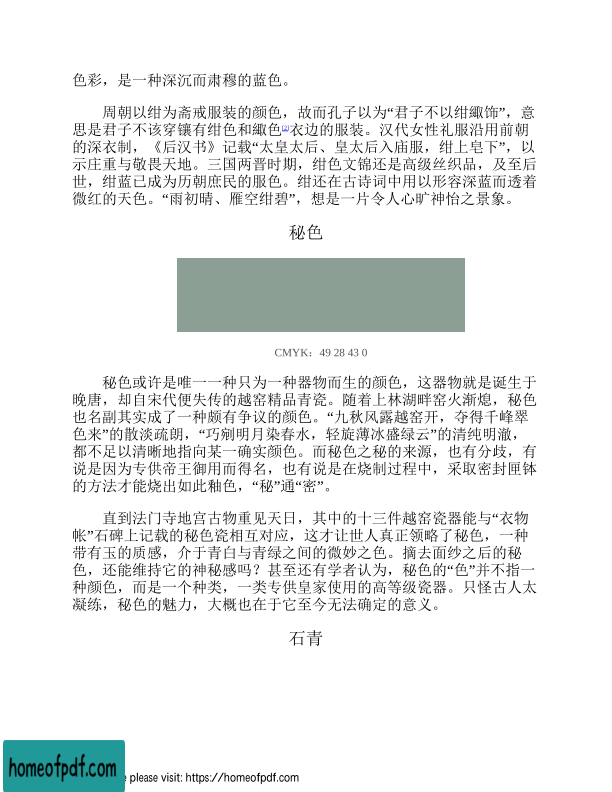 色彩，是一种深沉而肃穆的蓝色。
周朝以绀为斋戒服装的颜色，故而孔子以为“君子不以绀緅饰”，意
思是君子不该穿镶有绀色和緅色[2]衣边的服装。汉代女性礼服沿用前朝
的深衣制，《后汉书》记载“太皇太后、皇太后入庙服，绀上皂下”，以
示庄重与敬畏天地。三国两晋时期，绀色文锦还是高级丝织品，及至后
世，绀蓝已成为历朝庶民的服色。绀还在古诗词中用以形容深蓝而透着
微红的天色。“雨初晴、雁空绀碧”，想是一片令人心旷神怡之景象。
秘色
CMYK：49 28 43 0
秘色或许是唯一一种只为一种器物而生的颜色，这器物就是诞生于
晚唐，却自宋代便失传的越窑精品青瓷。随着上林湖畔窑火渐熄，秘色
也名副其实成了一种颇有争议的颜色。“九秋风露越窑开，夺得千峰翠
色来”的散淡疏朗，“巧剜明月染春水，轻旋薄冰盛绿云”的清纯明澈，
都不足以清晰地指向某一确实颜色。而秘色之秘的来源，也有分歧，有
说是因为专供帝王御用而得名，也有说是在烧制过程中，采取密封匣钵
的方法才能烧出如此釉色，“秘”通“密”。
直到法门寺地宫古物重见天日，其中的十三件越窑瓷器能与“衣物
帐”石碑上记载的秘色瓷相互对应，这才让世人真正领略了秘色，一种
带有玉的质感，介于青白与青绿之间的微妙之色。摘去面纱之后的秘
色，还能维持它的神秘感吗？甚至还有学者认为，秘色的“色”并不指一
种颜色，而是一个种类，一类专供皇家使用的高等级瓷器。只怪古人太
凝练，秘色的魅力，大概也在于它至今无法确定的意义。
石青
homeofpdf.com
e please visit: https://homeofpdf.com